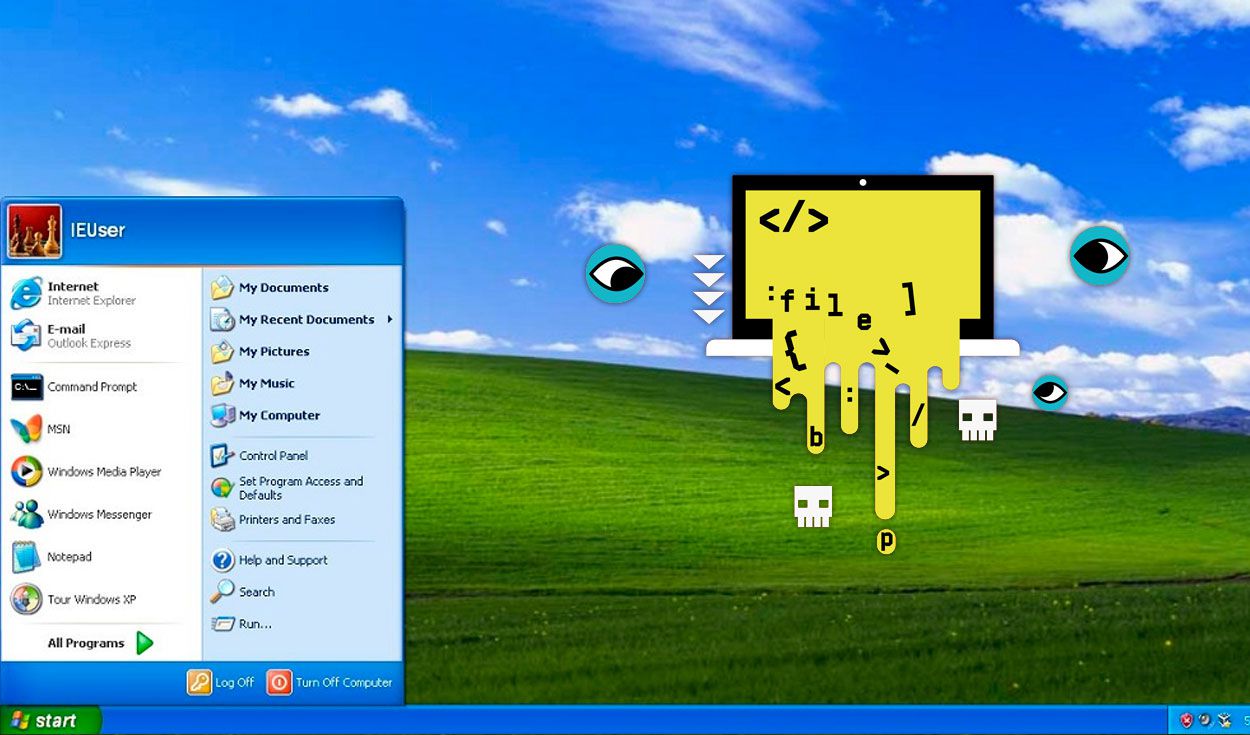 IEUser
Internet
Internet Explorer
E-mail
Outlook Express
Command Prompt
MSN
Windows Media Player
Windows Messenger
Notepad
Tour Windows XP
All Programs
My Documents
My Recent Documents
My Pictures
My Music
My Computer
Control Panel
Set Program Access and
Defaults
Printers and Faxes
Help and Support
Search
Run...
Log Off
Turn Off Computer
start
C:\_
</>
:file ]
{ >
< : \
b /
>
p
5